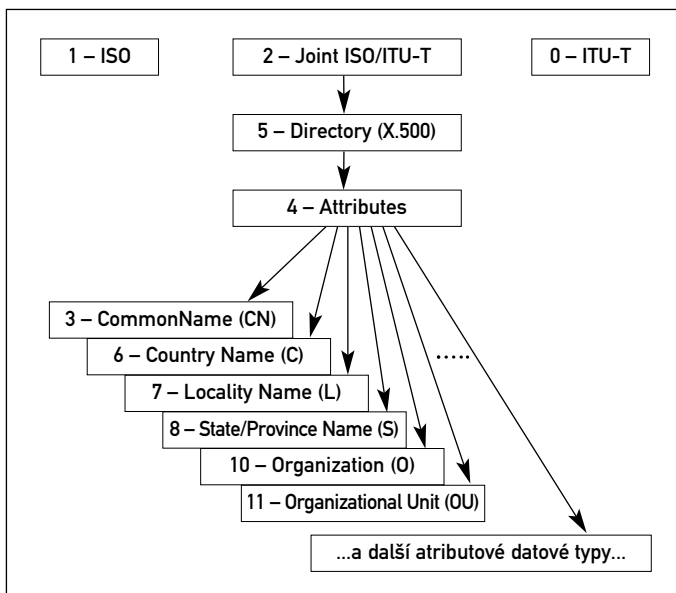 1 – ISO
2 – Joint ISO/ITU-T
0 – ITU-T
5 – Directory (X.500)
4 – Attributes
3 – CommonName (CN)
6 – Country Name (C)
.....
7 – Locality Name (L)
8 – State/Province Name (S)
10 – Organization (O)
11 – Organizational Unit (OU)
...a další atributové datové typy...